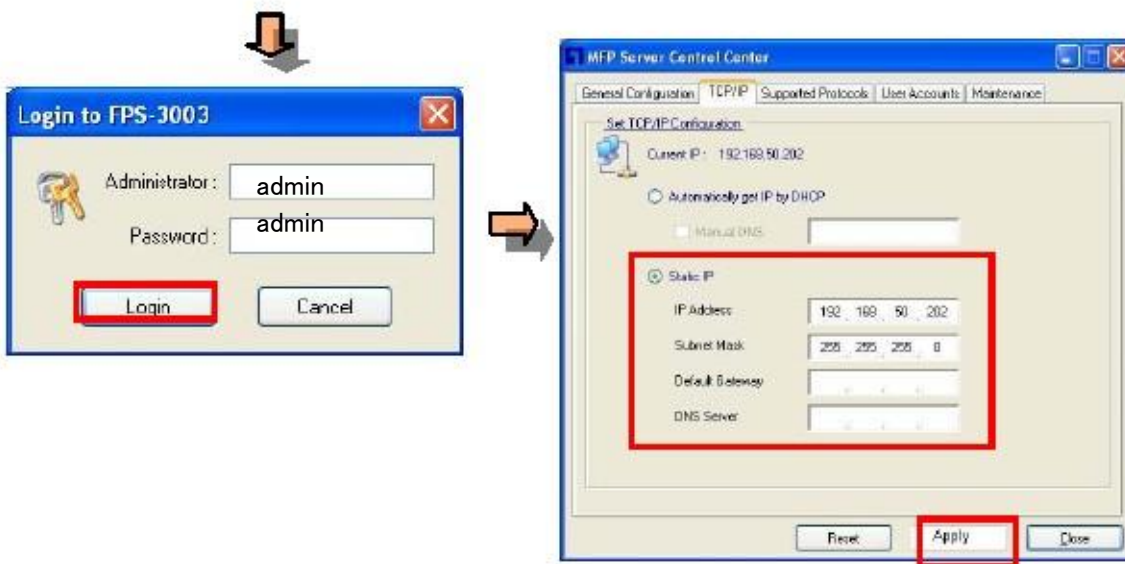 Login to FPS-3003
Administrator : admin
Password : admin
Login Cancel
MFP Server Control Center
General Configuration TCP/IP Supported Protocols User Accounts Maintenance
Set TCP/IP Configuration
Current IP : 192.168.50.202
Automatically get IP by DHCP
Manual DNS
Static IP
IP Address 192 . 168 . 50 . 202
Subnet Mask 255 . 255 . 255 . 0
Default Gateway . . .
DNS Server . . .
Reset Apply Close